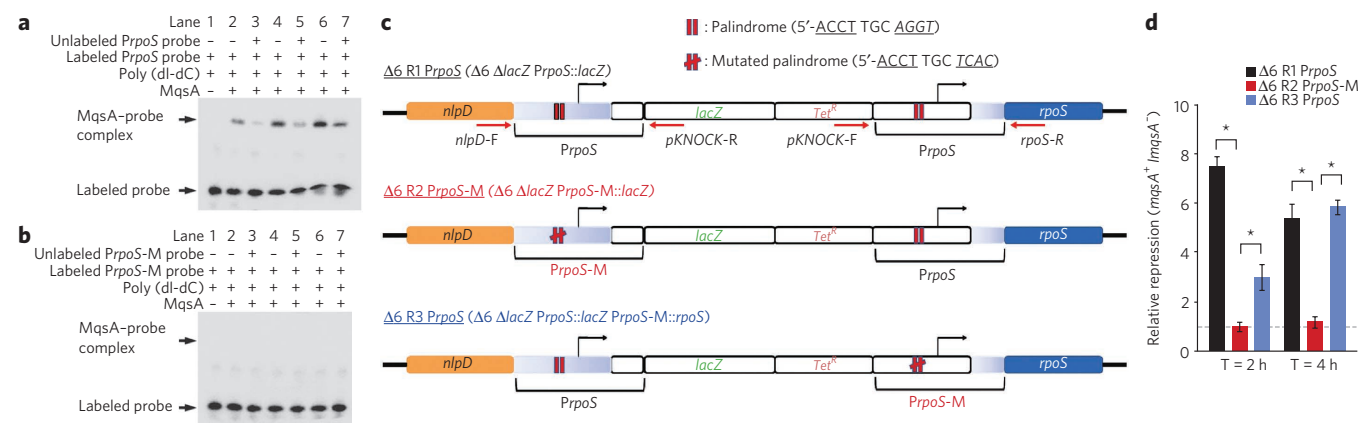 a
Lane 1 2 3 4 5 6 7
Unlabeled PrpoS probe – – + – + – +
Labeled PrpoS probe + + + + + + +
Poly (dI-dC) + + + + + + +
MqsA – + + + + + +
MqsA–probe complex
Labeled probe
b
Lane 1 2 3 4 5 6 7
Unlabeled PrpoS-M probe – – + – + – +
Labeled PrpoS-M probe + + + + + + +
Poly (dI-dC) + + + + + + +
MqsA – + + + + + +
MqsA–probe complex
Labeled probe
c
: Palindrome (5′-ACCT TGC AGGT)
: Mutated palindrome (5′-ACCT TGC TCAC)
Δ6 R1 PrpoS (Δ6 ΔlacZ PrpoS::lacZ)
nlpD lacZ TetR rpoS
nlpD-F pKNOCK-R pKNOCK-F rpoS-R
PrpoS PrpoS
Δ6 R2 PrpoS-M (Δ6 ΔlacZ PrpoS-M::lacZ)
nlpD lacZ TetR rpoS
PrpoS-M PrpoS
Δ6 R3 PrpoS (Δ6 ΔlacZ PrpoS::lacZ PrpoS-M::rpoS)
nlpD lacZ TetR rpoS
PrpoS PrpoS-M
d
Δ6 R1 PrpoS
Δ6 R2 PrpoS-M
Δ6 R3 PrpoS
Relative repression (mqsA+ /mqsA–)
10
8
6
4
2
0
* * * *
T = 2 h T = 4 h